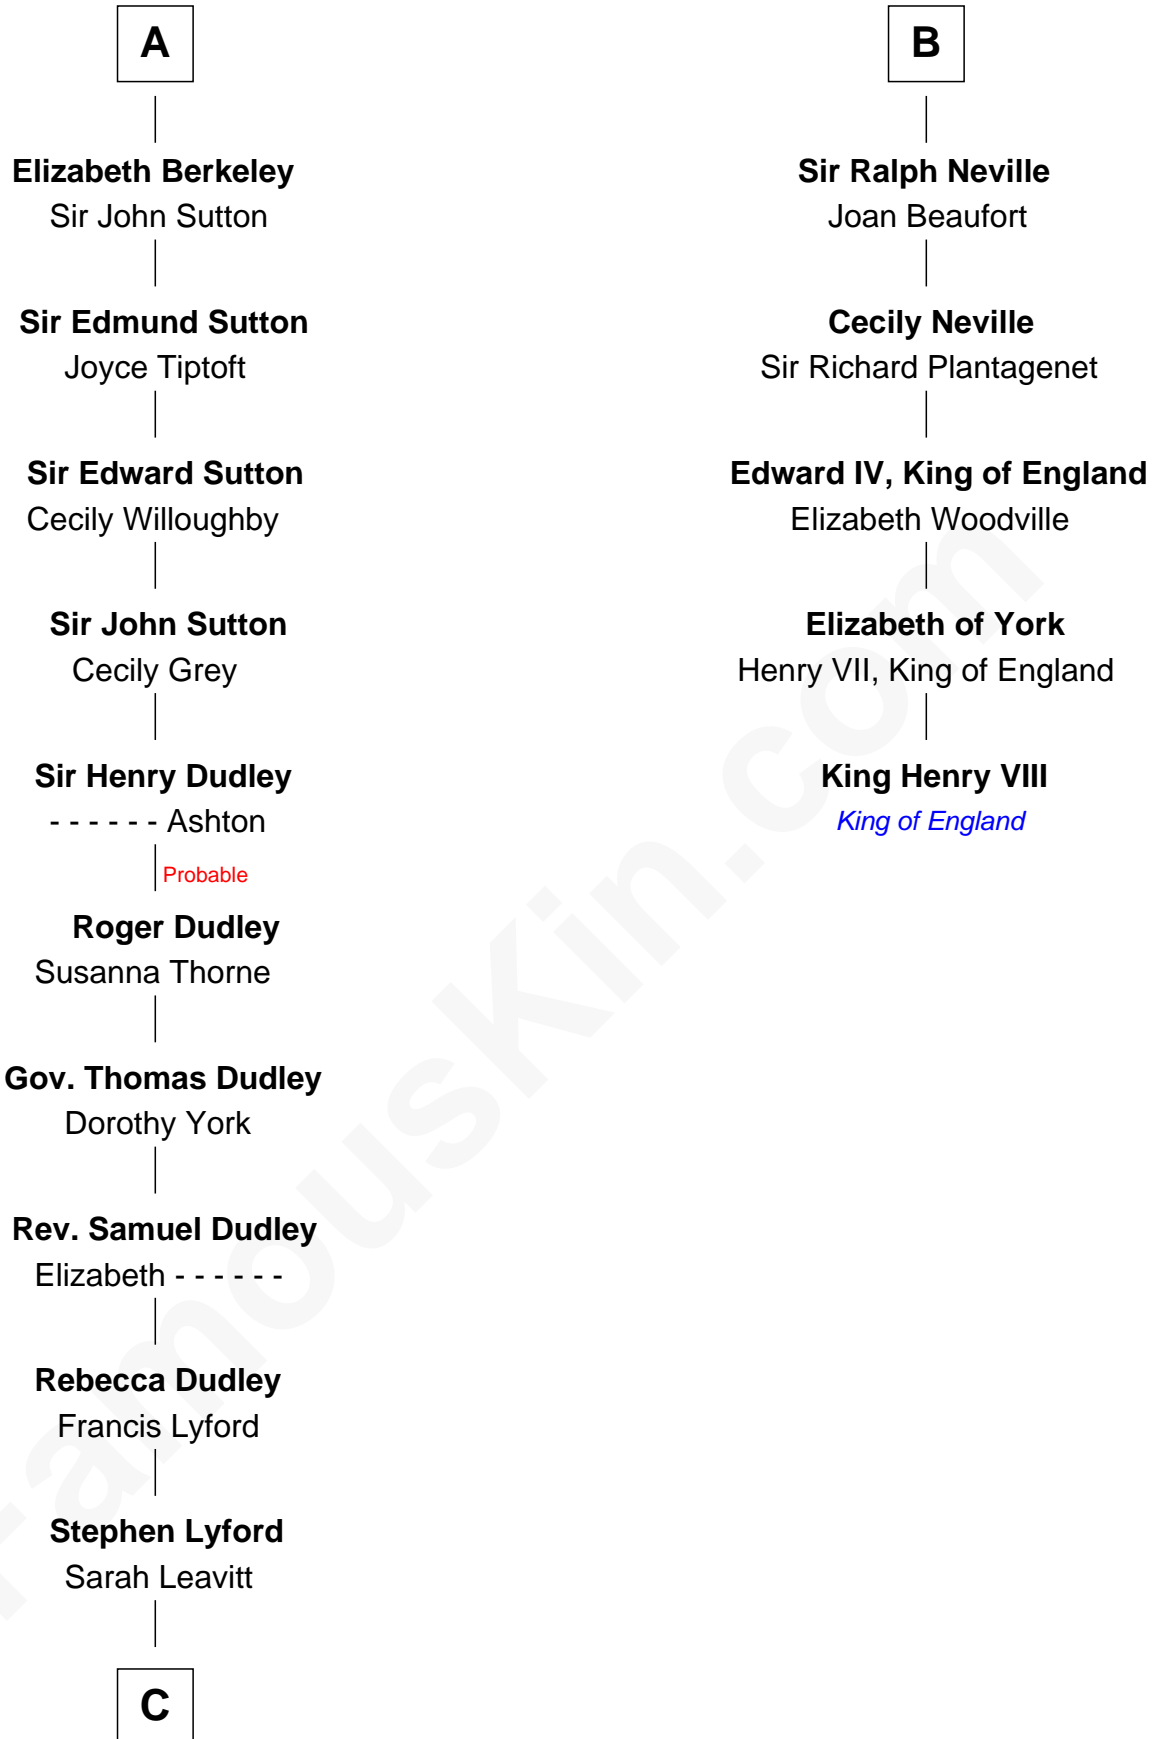 A
Elizabeth Berkeley
Sir John Sutton
Sir Edmund Sutton
Joyce Tiptoft
Sir Edward Sutton
Cecily Willoughby
Sir John Sutton
Cecily Grey
Sir Henry Dudley
- - - - - - Ashton
Probable
Roger Dudley
Susanna Thorne
Gov. Thomas Dudley
Dorothy York
Rev. Samuel Dudley
Elizabeth - - - - - -
Rebecca Dudley
Francis Lyford
Stephen Lyford
Sarah Leavitt
C
B
Sir Ralph Neville
Joan Beaufort
Cecily Neville
Sir Richard Plantagenet
Edward IV, King of England
Elizabeth Woodville
Elizabeth of York
Henry VII, King of England
King Henry VIII
King of England
FamousKin.com